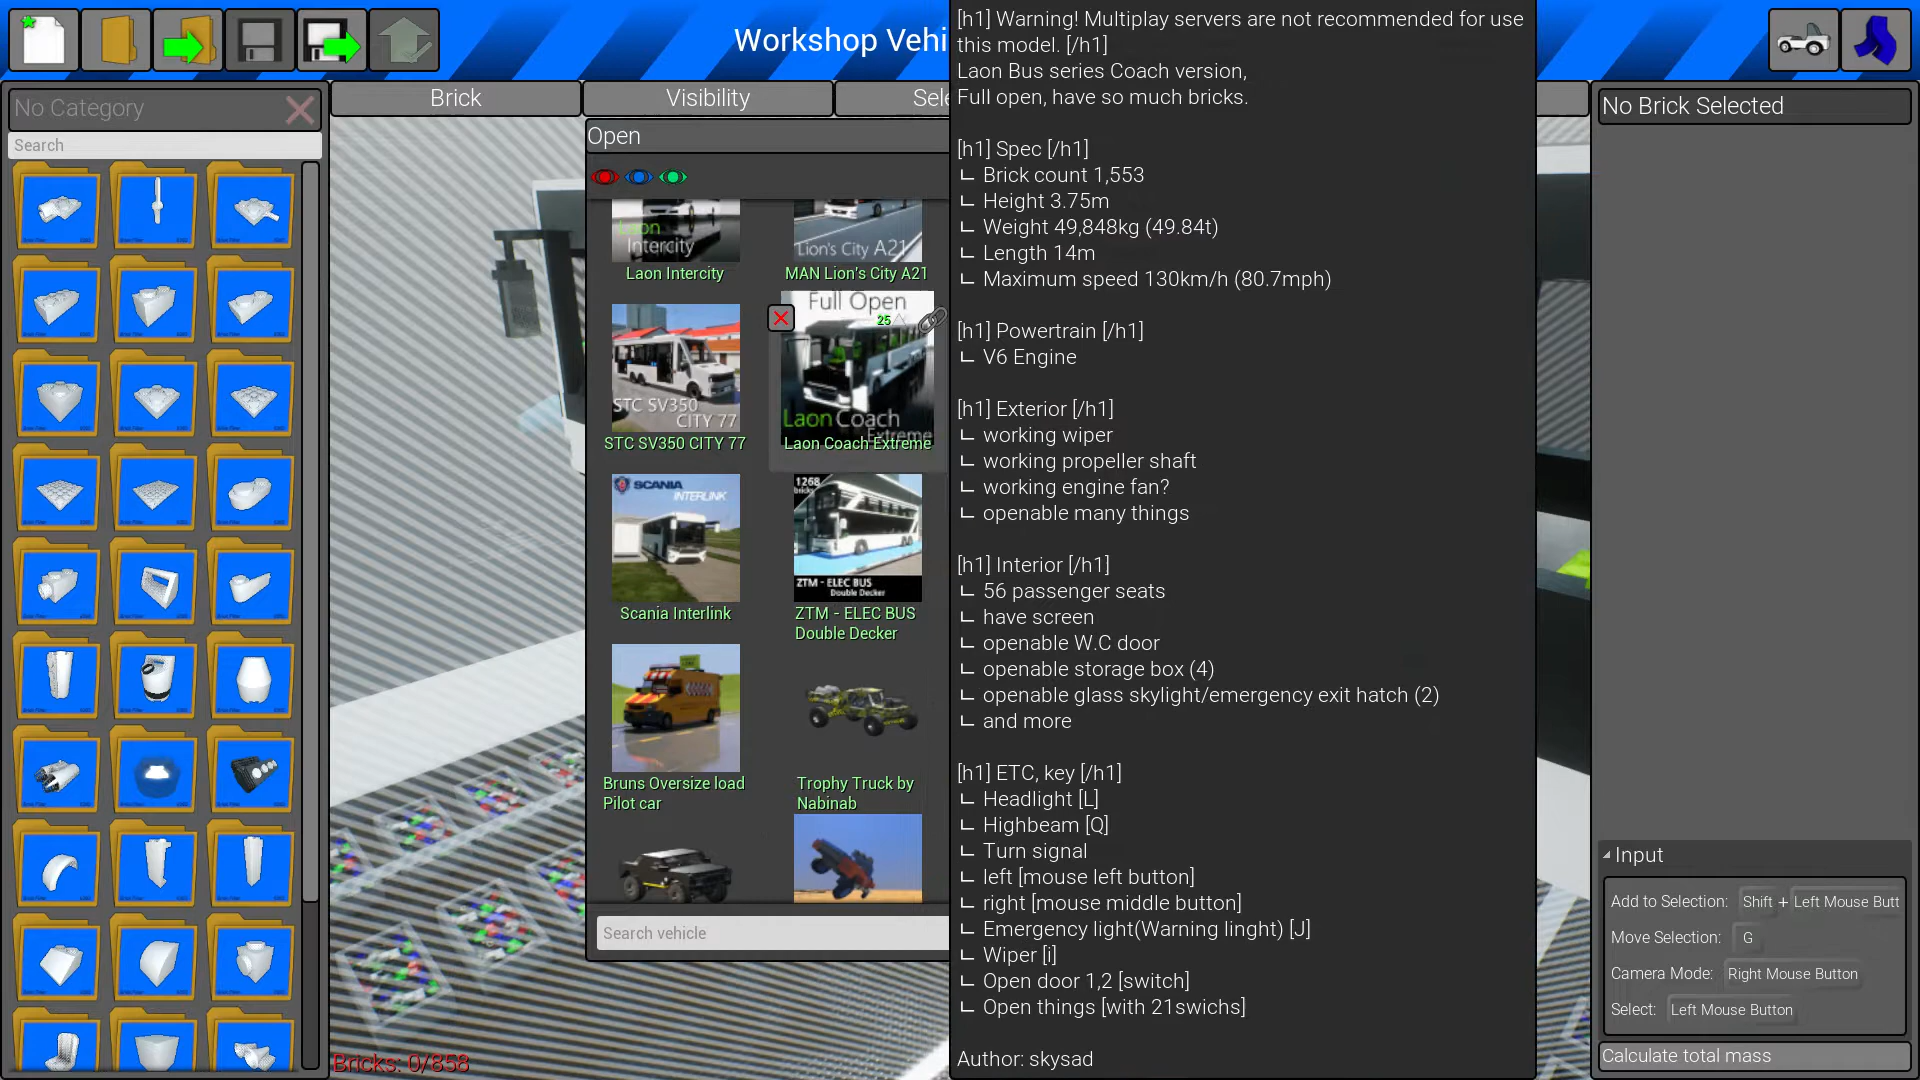 Workshop Vehi
No Category
Search
Brick
Visibility
Sele
Open
Laon
Intercity
Laon Intercity
Lion's City A21
MAN Lion's City A21
STC SV350
CITY 77
STC SV350 CITY 77
Full Open
25
Laon Coach
Extreme
Laon Coach Extreme
SCANIA
INTERLINK
Scania Interlink
1268
bricks
ZTM - ELEC BUS
Double Decker
ZTM - ELEC BUS
Double Decker
Bruns Oversize load
Pilot car
Trophy Truck by
Nabinab
Search vehicle
Bricks: 0/858
[h1] Warning! Multiplay servers are not recommended for use
this model. [/h1]
Laon Bus series Coach version,
Full open, have so much bricks.
[h1] Spec [/h1]
ㄴ Brick count 1,553
ㄴ Height 3.75m
ㄴ Weight 49,848kg (49.84t)
ㄴ Length 14m
ㄴ Maximum speed 130km/h (80.7mph)
[h1] Powertrain [/h1]
ㄴ V6 Engine
[h1] Exterior [/h1]
ㄴ working wiper
ㄴ working propeller shaft
ㄴ working engine fan?
ㄴ openable many things
[h1] Interior [/h1]
ㄴ 56 passenger seats
ㄴ have screen
ㄴ openable W.C door
ㄴ openable storage box (4)
ㄴ openable glass skylight/emergency exit hatch (2)
ㄴ and more
[h1] ETC, key [/h1]
ㄴ Headlight [L]
ㄴ Highbeam [Q]
ㄴ Turn signal
ㄴ left [mouse left button]
ㄴ right [mouse middle button]
ㄴ Emergency light(Warning linght) [J]
ㄴ Wiper [i]
ㄴ Open door 1,2 [switch]
ㄴ Open things [with 21swichs]
Author: skysad
No Brick Selected
Input
Add to Selection: Shift + Left Mouse Butt
Move Selection: G
Camera Mode: Right Mouse Button
Select: Left Mouse Button
Calculate total mass